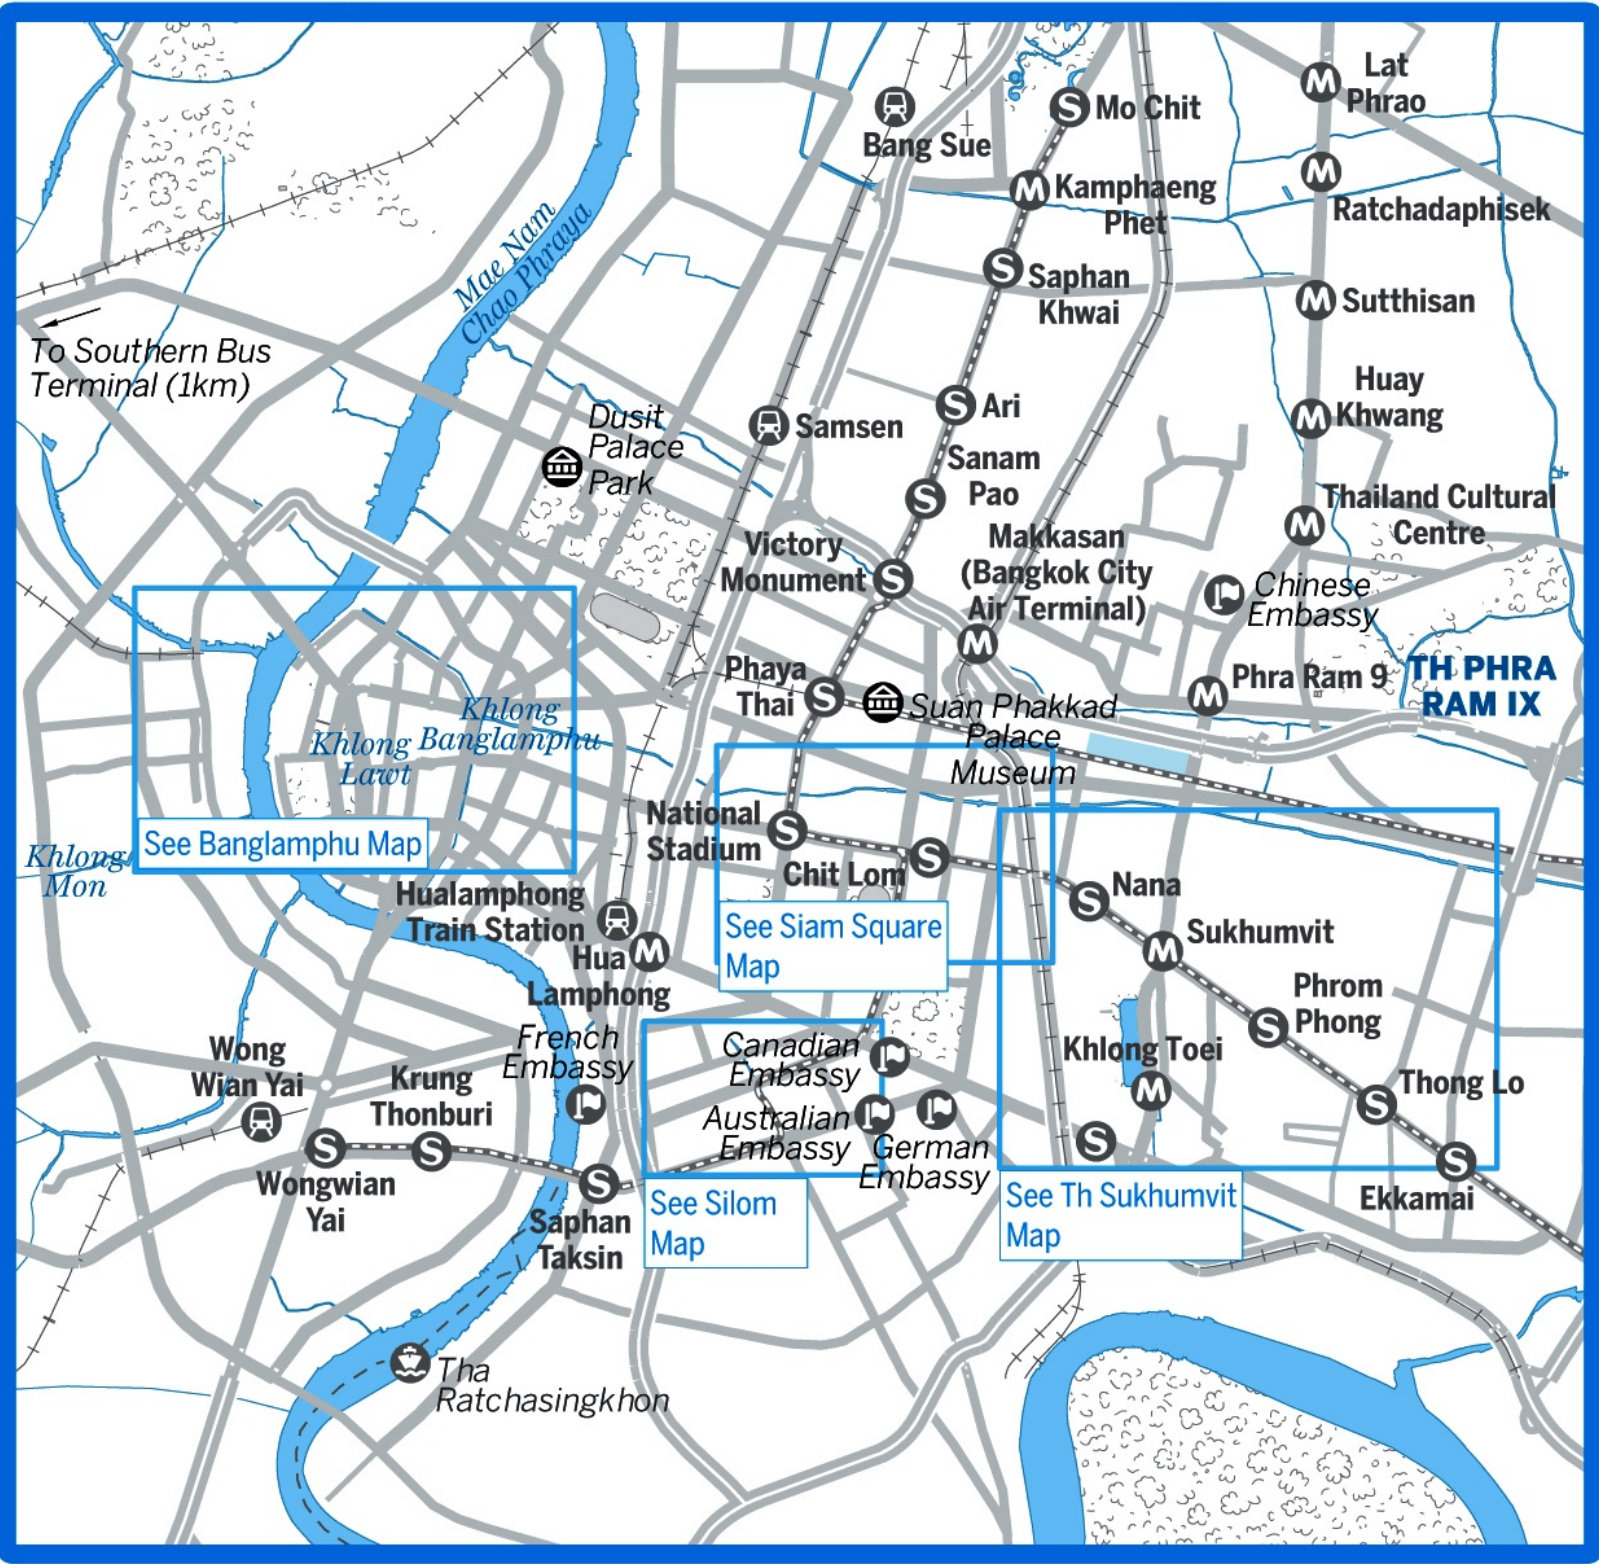 Lat
Phrao
Mo Chit
Bang Sue
Kamphaeng
Phet
Ratchadaphisek
Mae Nam
Chao Phraya
Saphan
Khwai
Sutthisan
To Southern Bus
Terminal (1km)
Huay
Khwang
Ari
Dusit
Palace
Park
Samsen
Sanam
Pao
Thailand Cultural
Centre
Victory
Monument
Makkasan
(Bangkok City
Air Terminal)
Chinese
Embassy
Phaya
Thai
Suan Phakkad
Palace
Museum
Phra Ram 9
TH PHRA
RAM IX
Khlong
Banglamphu
Khlong
Lawt
See Banglamphu Map
Khlong
Mon
National
Stadium
Chit Lom
Nana
Hualamphong
Train Station
See Siam Square
Map
Sukhumvit
Hua
Lamphong
Phrom
Phong
French
Embassy
Canadian
Embassy
Khlong Toei
Wong
Wian Yai
Krung
Thonburi
Thong Lo
Australian
Embassy
German
Embassy
Wongwian
Yai
See Silom
Map
See Th Sukhumvit
Map
Ekkamai
Saphan
Taksin
Tha
Ratchasingkhon